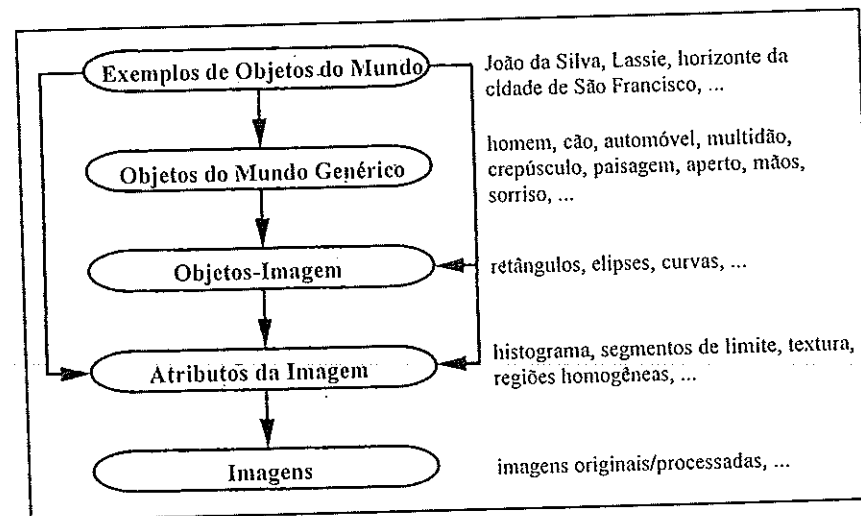 Exemplos de Objetos do Mundo
João da Silva, Lassie, horizonte da
cidade de São Francisco, ...
Objetos do Mundo Genérico
homem, cão, automóvel, multidão,
crepúsculo, paisagem, aperto, mãos,
sorriso, ...
Objetos-Imagem
retângulos, elipses, curvas, ...
Atributos da Imagem
histograma, segmentos de limite, textura,
regiões homogêneas, ...
Imagens
imagens originais/processadas, ...